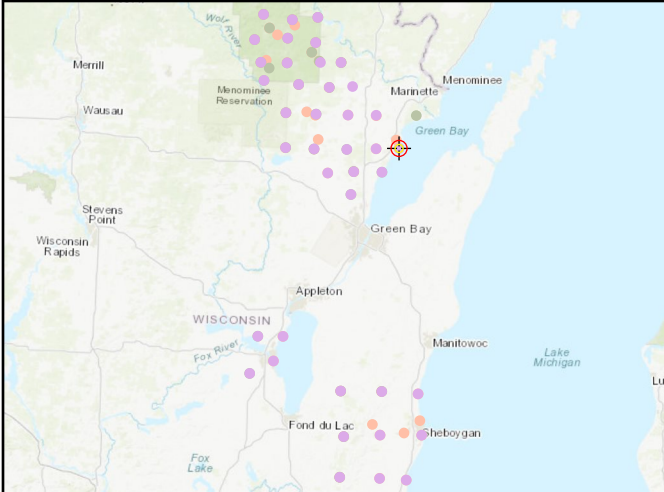 Wolf
River
Merrill
Menominee
Marinette
Menominee
Reservation
Wausau
Green Bay
Stevens
Point
Green Bay
Wisconsin
Rapids
Appleton
WISCONSIN
Fox River
Manitowoc
Lake
Michigan
Lu
Fond du Lac
Sheboygan
Fox
Lake